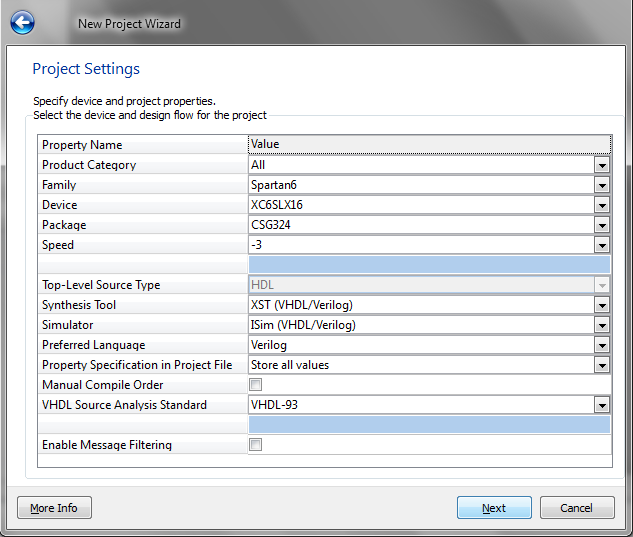 New Project Wizard
Project Settings
Specify device and project properties.
Select the device and design flow for the project
Property Name Value
Product Category All
Family Spartan6
Device XC6SLX16
Package CSG324
Speed -3
Top-Level Source Type HDL
Synthesis Tool XST (VHDL/Verilog)
Simulator ISim (VHDL/Verilog)
Preferred Language Verilog
Property Specification in Project File Store all values
Manual Compile Order
VHDL Source Analysis Standard VHDL-93
Enable Message Filtering
More Info Next Cancel